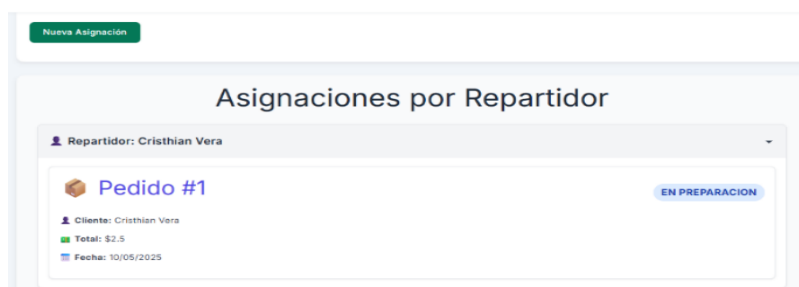 Nueva Asignación
Asignaciones por Repartidor
Repartidor: Cristhian Vera
Pedido #1
EN PREPARACION
Cliente: Cristhian Vera
Total: $2.5
Fecha: 10/05/2025